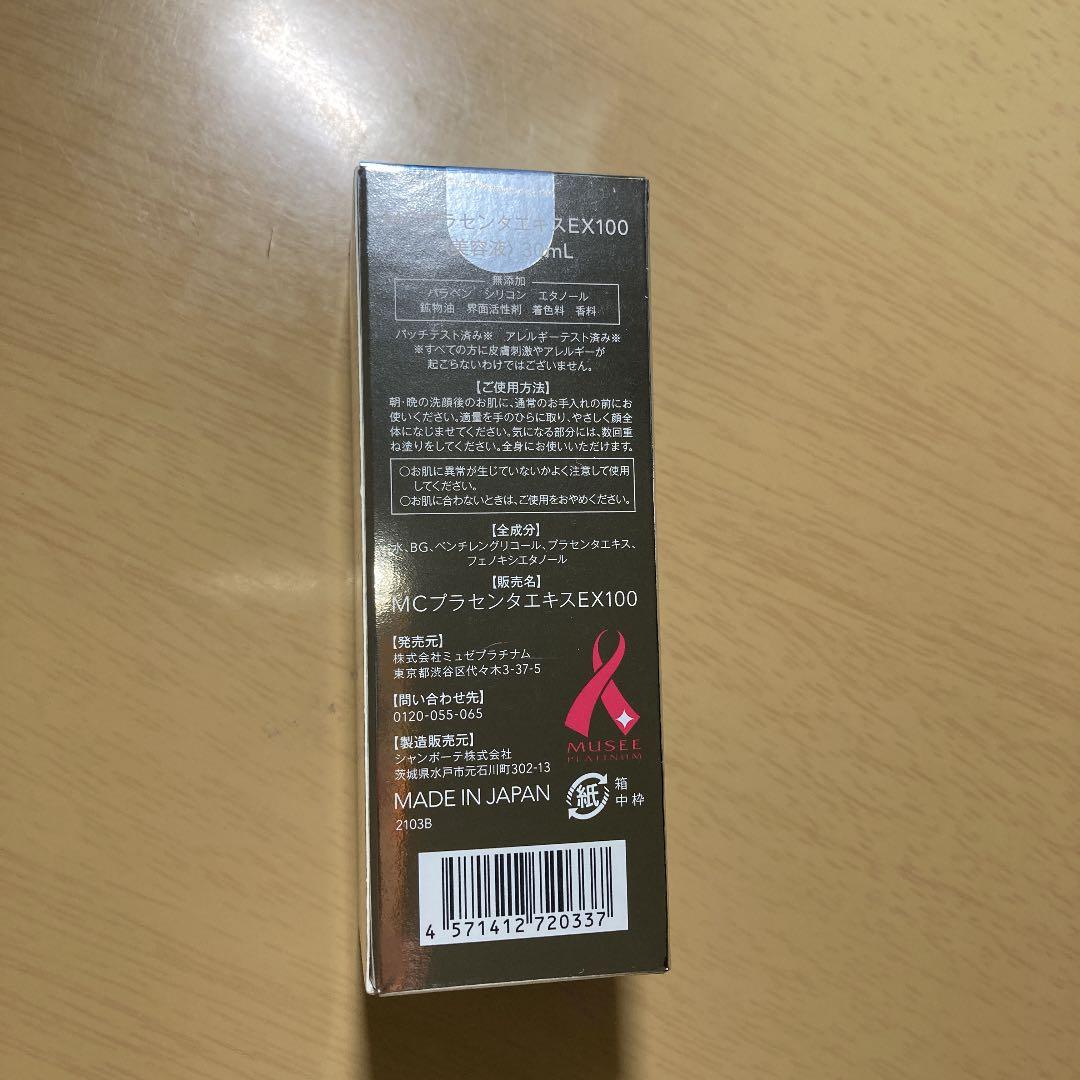 プラセンタエキスEX100
(美容液) 30mL
無添加
パラベン シリコン エタノール
鉱物油 界面活性剤 着色料 香料
パッチテスト済み※ アレルギーテスト済み※
※すべての方に皮膚刺激やアレルギーが
起こらないわけではございません。
【ご使用方法】
朝・晩の洗顔後のお肌に、通常のお手入れの前にお
使いください。適量を手のひらに取り、やさしく顔全
体になじませてください。気になる部分には、数回重
ね塗りをしてください。全身にお使いいただけます。
○お肌に異常が生じていないかよく注意して使用
してください。
○お肌に合わないときは、ご使用をおやめください。
【全成分】
水、BG、ペンチレングリコール、プラセンタエキス、
フェノキシエタノール
【販売名】
MCプラセンタエキスEX100
【発売元】
株式会社ミュゼプラチナム
東京都渋谷区代々木3-37-5
【問い合わせ先】
0120-055-065
【製造販売元】
シャンボーテ株式会社
茨城県水戸市元石川町302-13
MADE IN JAPAN
2103B
MUSEE
PLATINUM
紙
箱
中枠
4 571412 720337